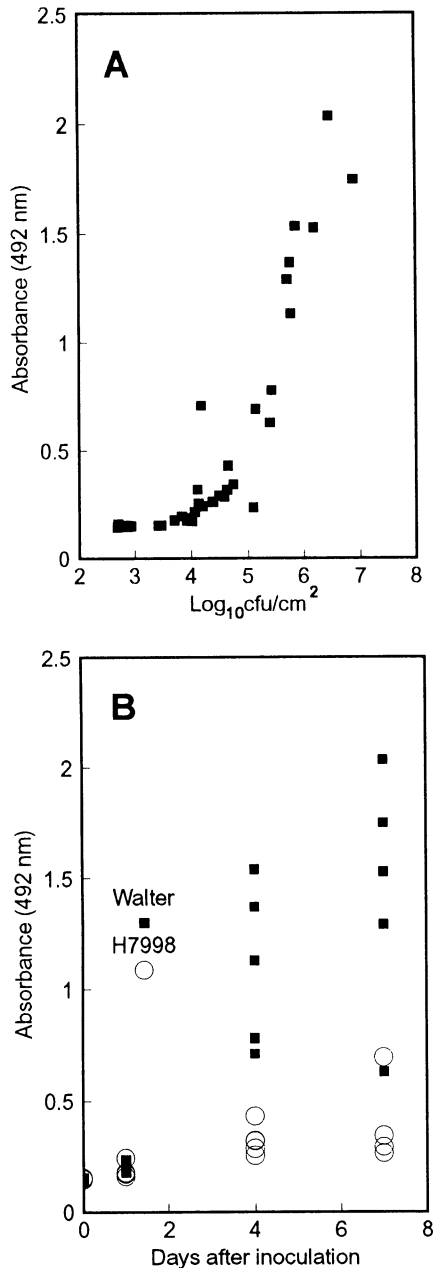 A
2.5
2
1.5
1
0.5
0
2 3 4 5 6 7 8
Absorbance (492 nm)
Log10cfu/cm2
B
2.5
2
1.5
1
0.5
0
0 2 4 6 8
Walter
H7998
Absorbance (492 nm)
Days after inoculation